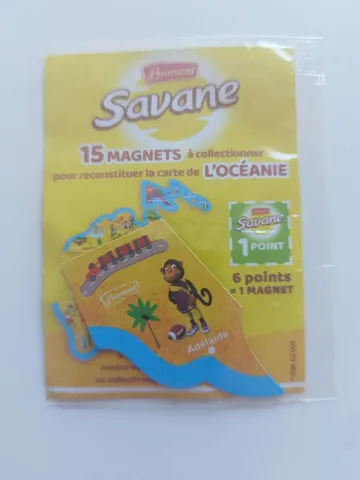 Brossard
Savane
15 MAGNETS à collectionner
pour reconstituer la carte de L'OCÉANIE
Savane
1 POINT
6 points
= 1 MAGNET
Brossard
Adélaïde